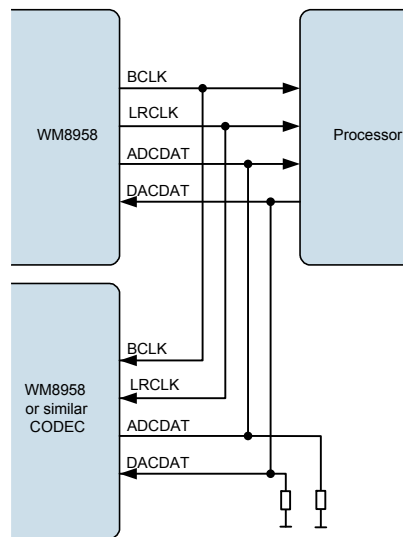 BCLK
LRCLK
WM8958
Processor
ADCDAT
DACDAT
BCLK
WM8958
or similar
CODEC
LRCLK
ADCDAT
DACDAT